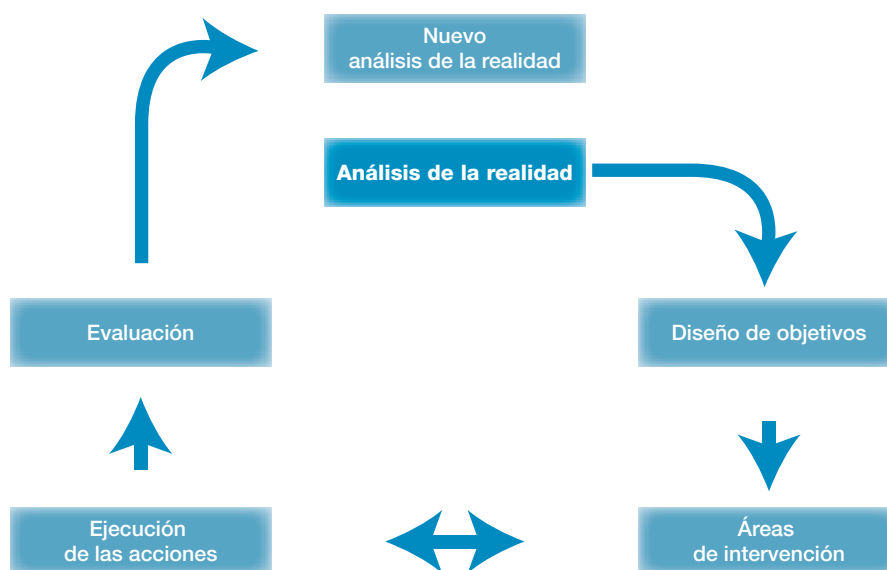 Nuevo
análisis de la realidad
Análisis de la realidad
Evaluación
Diseño de objetivos
Ejecución
de las acciones
Áreas
de intervención